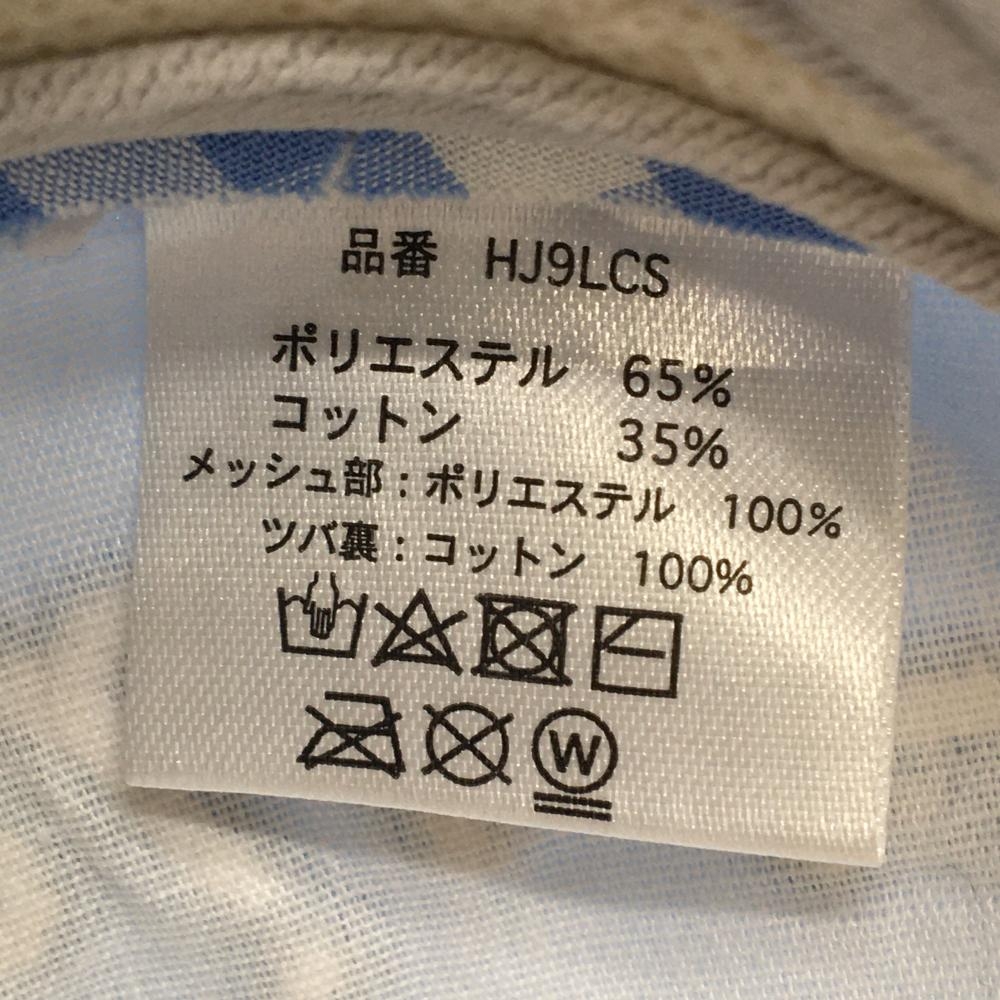 品番 HJ9LCS
ポリエステル 65%
コットン 35%
メッシュ部：ポリエステル 100%
ツバ裏：コットン 100%
W